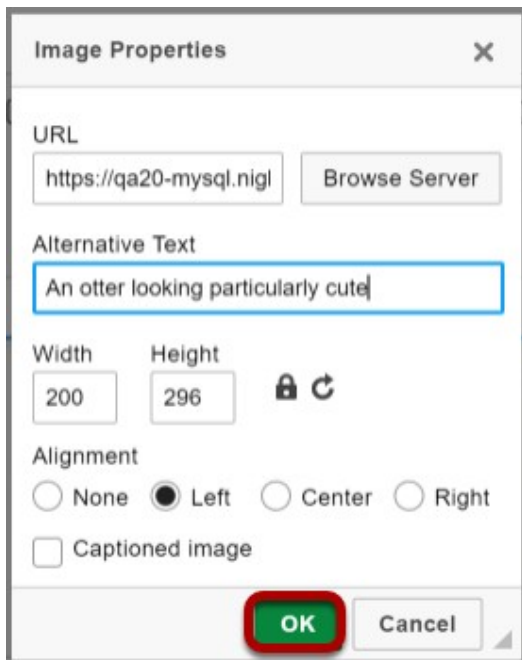 Image Properties
URL
https://qa20-mysql.nigl Browse Server
Alternative Text
An otter looking particularly cute
Width Height
200 296
Alignment
None Left Center Right
Captioned image
OK Cancel